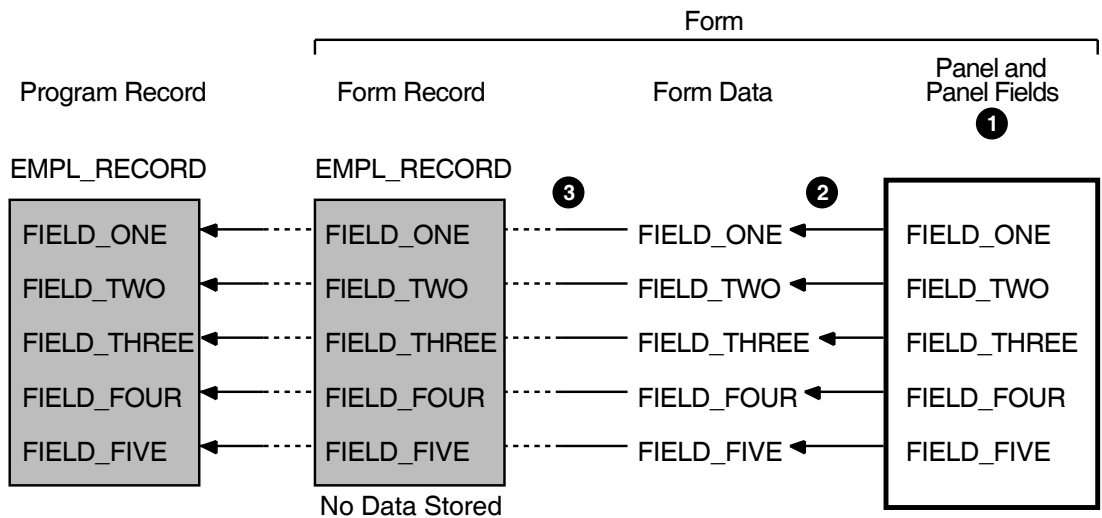 Form
Program Record
Form Record
Form Data
Panel and
Panel Fields
1
EMPL_RECORD
EMPL_RECORD
3
2
FIELD_ONE FIELD_ONE FIELD_ONE FIELD_ONE
FIELD_TWO FIELD_TWO FIELD_TWO FIELD_TWO
FIELD_THREE FIELD_THREE FIELD_THREE FIELD_THREE
FIELD_FOUR FIELD_FOUR FIELD_FOUR FIELD_FOUR
FIELD_FIVE FIELD_FIVE FIELD_FIVE FIELD_FIVE
No Data Stored